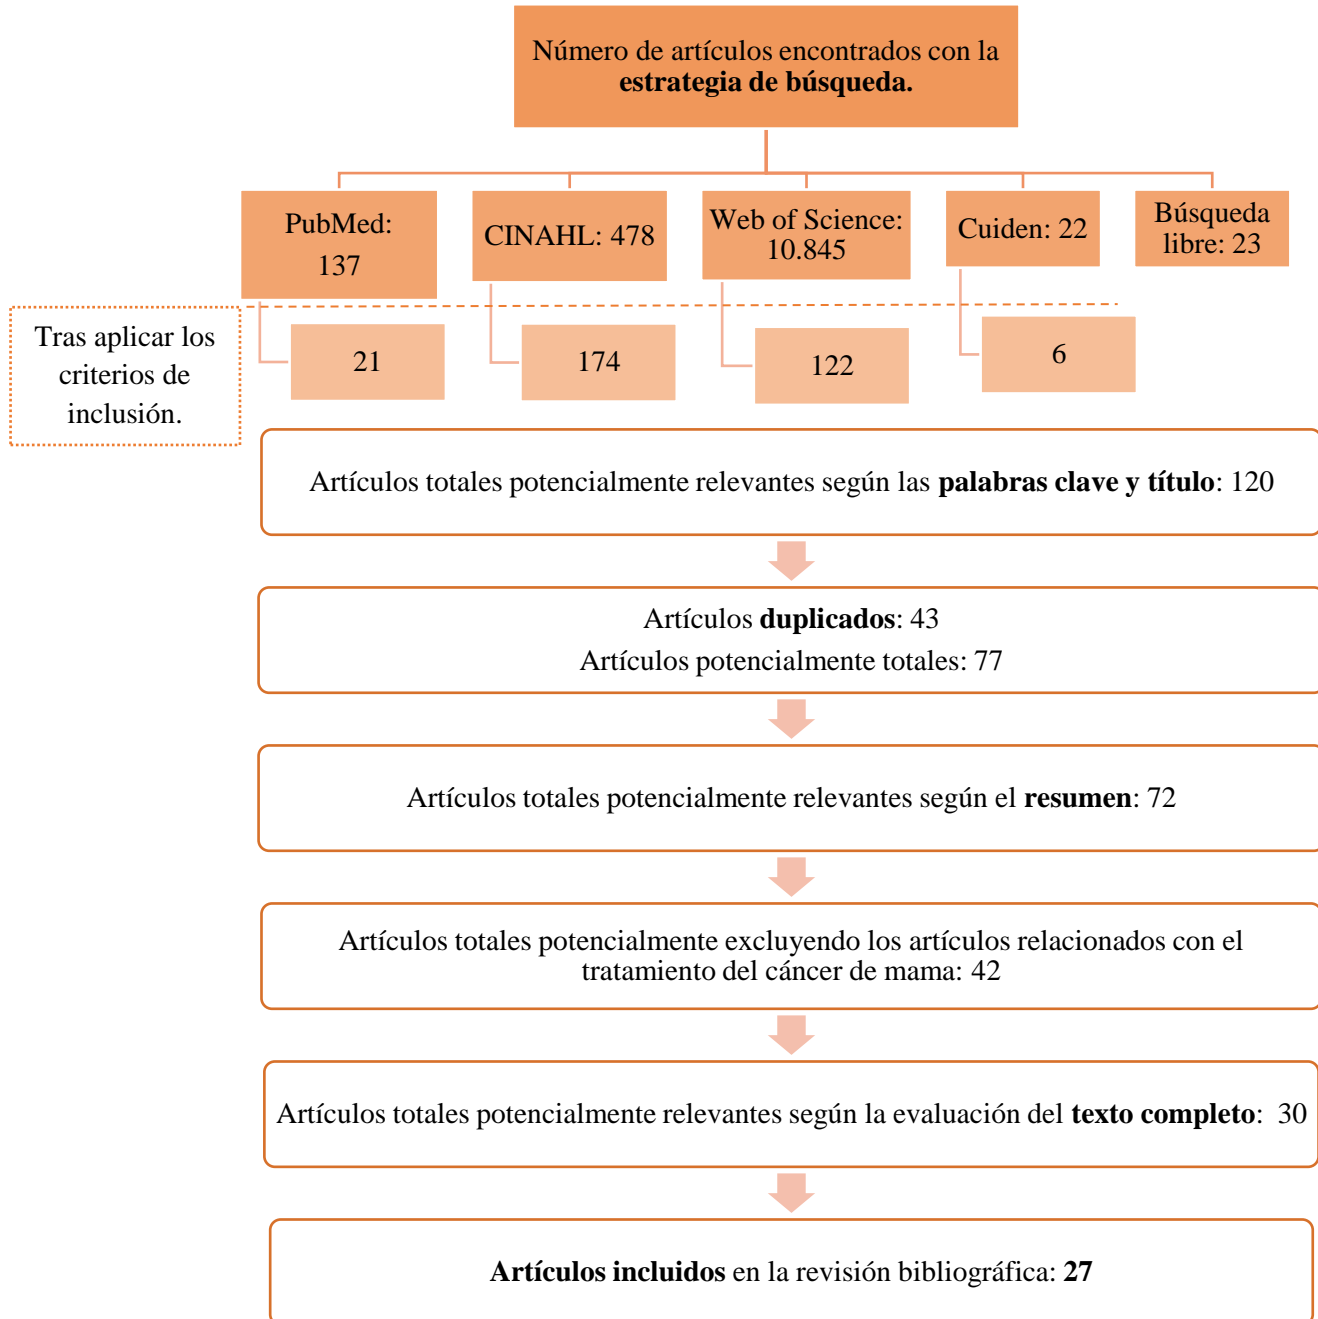 Número de artículos encontrados con la
estrategia de búsqueda.
PubMed:
137
CINAHL: 478
Web of Science:
10.845
Cuiden: 22
Búsqueda
libre: 23
Tras aplicar los
criterios de
inclusión.
21
174
122
6
Artículos totales potencialmente relevantes según las palabras clave y título: 120
Artículos duplicados: 43
Artículos potencialmente totales: 77
Artículos totales potencialmente relevantes según el resumen: 72
Artículos totales potencialmente excluyendo los artículos relacionados con el
tratamiento del cáncer de mama: 42
Artículos totales potencialmente relevantes según la evaluación del texto completo: 30
Artículos incluidos en la revisión bibliográfica: 27